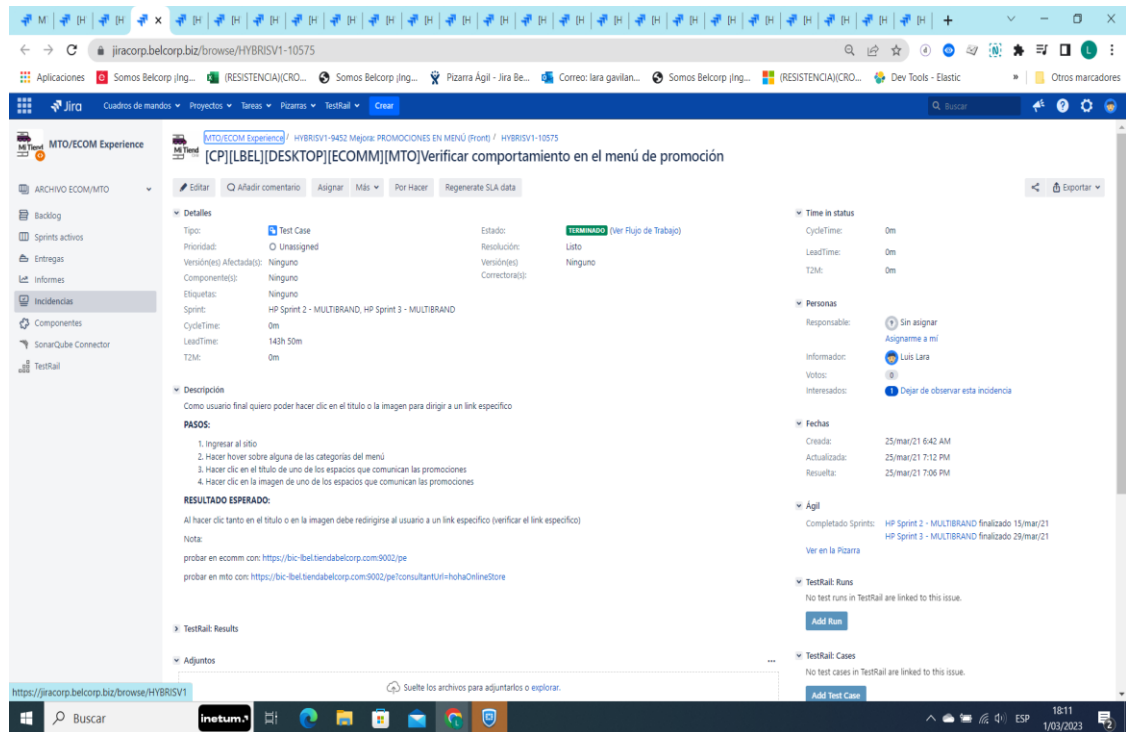 jiracorp.belcorp.biz/browse/HYBRISV1-10575
Aplicaciones Somos Belcorp ¡Ing... (RESISTENCIA)(CRO... Somos Belcorp ¡Ing... Pizarra Ágil - Jira Be... Correo: lara gavilan... Somos Belcorp ¡Ing... (RESISTENCIA)(CRO... Dev Tools - Elastic » Otros marcadores
Jira Cuadros de mandos Proyectos Tareas Pizarras TestRail Crear Buscar
MTO/ECOM Experience
MTO/ECOM Experience / HYBRISV1-9452 Mejora: PROMOCIONES EN MENÚ (Front) / HYBRISV1-10575
[CP][LBEL][DESKTOP][ECOMM][MTO]Verificar comportamiento en el menú de promoción
Editar Añadir comentario Asignar Más Por Hacer Regenerate SLA data Exportar
ARCHIVO ECOM/MTO
Backlog
Sprints activos
Entregas
Informes
Incidencias
Componentes
SonarQube Connector
TestRail
Detalles
Tipo: Test Case
Prioridad: Unassigned
Versión(es) Afectada(s): Ninguno
Componente(s): Ninguno
Etiquetas: Ninguno
Sprint: HP Sprint 2 - MULTIBRAND, HP Sprint 3 - MULTIBRAND
CycleTime: 0m
LeadTime: 143h 50m
T2M: 0m
Estado: TERMINADO (Ver Flujo de Trabajo)
Resolución: Listo
Versión(es) Correctora(s): Ninguno
Descripción
Como usuario final quiero poder hacer clic en el titulo o la imagen para dirigir a un link especifico
PASOS:
1. Ingresar al sitio
2. Hacer hover sobre alguna de las categorías del menú
3. Hacer clic en el título de uno de los espacios que comunican las promociones
4. Hacer clic en la imagen de uno de los espacios que comunican las promociones
RESULTADO ESPERADO:
Al hacer clic tanto en el titulo o en la imagen debe redirigirse al usuario a un link especifico (verificar el link especifico)
Nota:
probar en ecomm con: https://bic-lbel.tiendabelcorp.com:9002/pe
probar en mto con: https://bic-lbel.tiendabelcorp.com:9002/pe?consultantUrl=hohaOnlineStore
TestRail: Results
Adjuntos
Suelte los archivos para adjuntarlos o explorar.
Time in status
CycleTime: 0m
LeadTime: 0m
T2M: 0m
Personas
Responsable: Sin asignar
Asignarme a mí
Informador: Luis Lara
Votos: 0
Interesados: 1 Dejar de observar esta incidencia
Fechas
Creada: 25/mar/21 6:42 AM
Actualizada: 25/mar/21 7:12 PM
Resuelta: 25/mar/21 7:06 PM
Ágil
Completado Sprints: HP Sprint 2 - MULTIBRAND finalizado 15/mar/21
HP Sprint 3 - MULTIBRAND finalizado 29/mar/21
Ver en la Pizarra
TestRail: Runs
No test runs in TestRail are linked to this issue.
Add Run
TestRail: Cases
No test cases in TestRail are linked to this issue.
Add Test Case
https://jiracorp.belcorp.biz/browse/HYBRISV1
Buscar inetum. ESP 18:11
1/03/2023